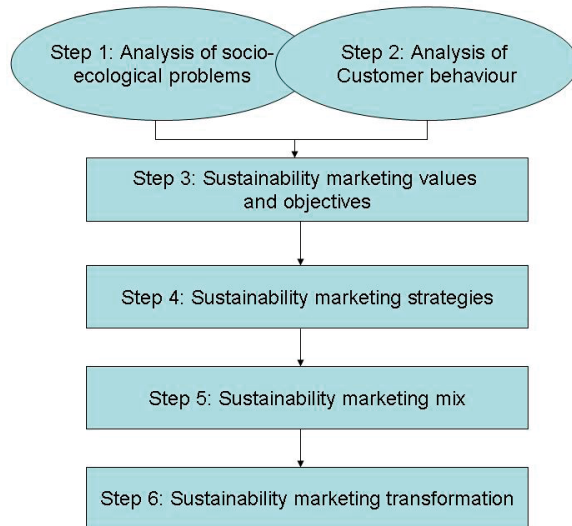 Step 1: Analysis of socio-
ecological problems
Step 2: Analysis of
Customer behaviour
Step 3: Sustainability marketing values
and objectives
Step 4: Sustainability marketing strategies
Step 5: Sustainability marketing mix
Step 6: Sustainability marketing transformation